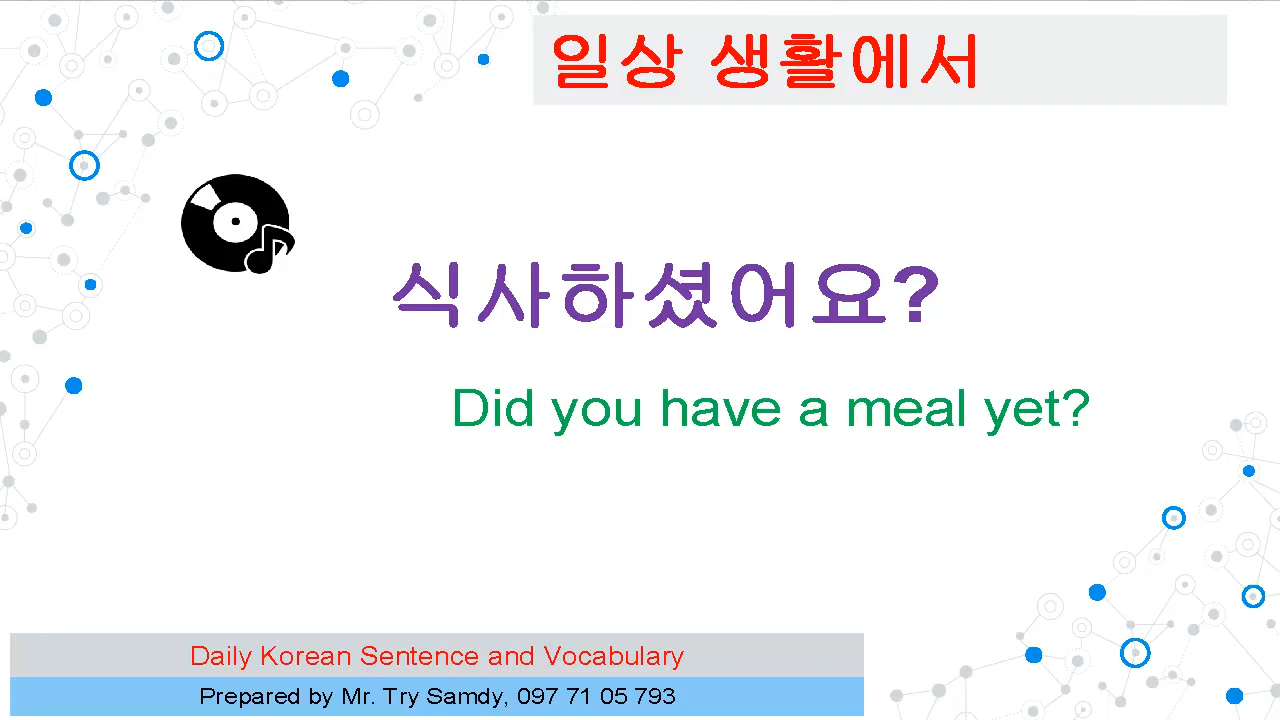 일상 생활에서
식사하셨어요?
Did you have a meal yet?
Daily Korean Sentence and Vocabulary
Prepared by Mr. Try Samdy, 097 71 05 793